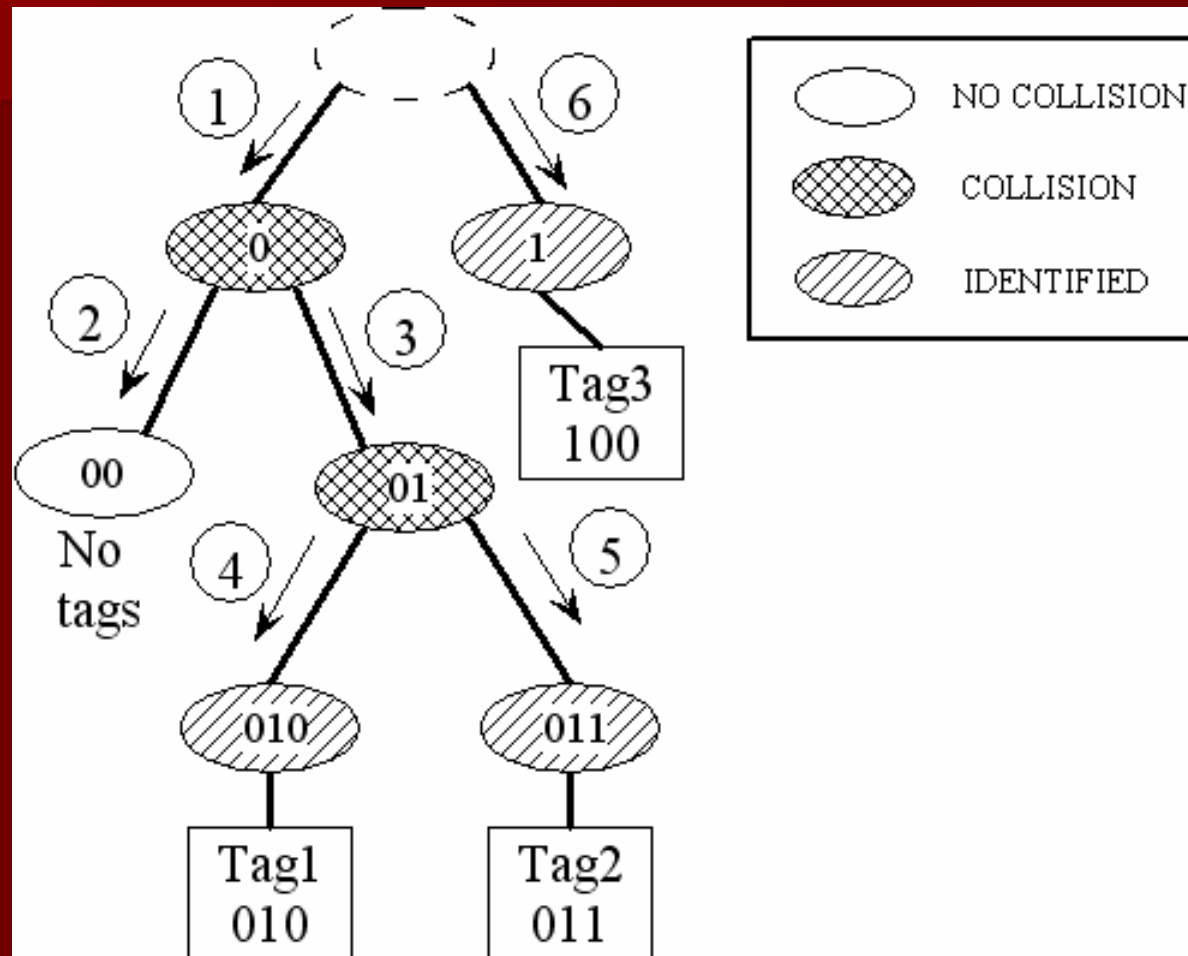 1
6
NO COLLISION
COLLISION
IDENTIFIED
0
1
2
3
Tag3
100
00
01
No
tags
4
5
010
011
Tag1
010
Tag2
011